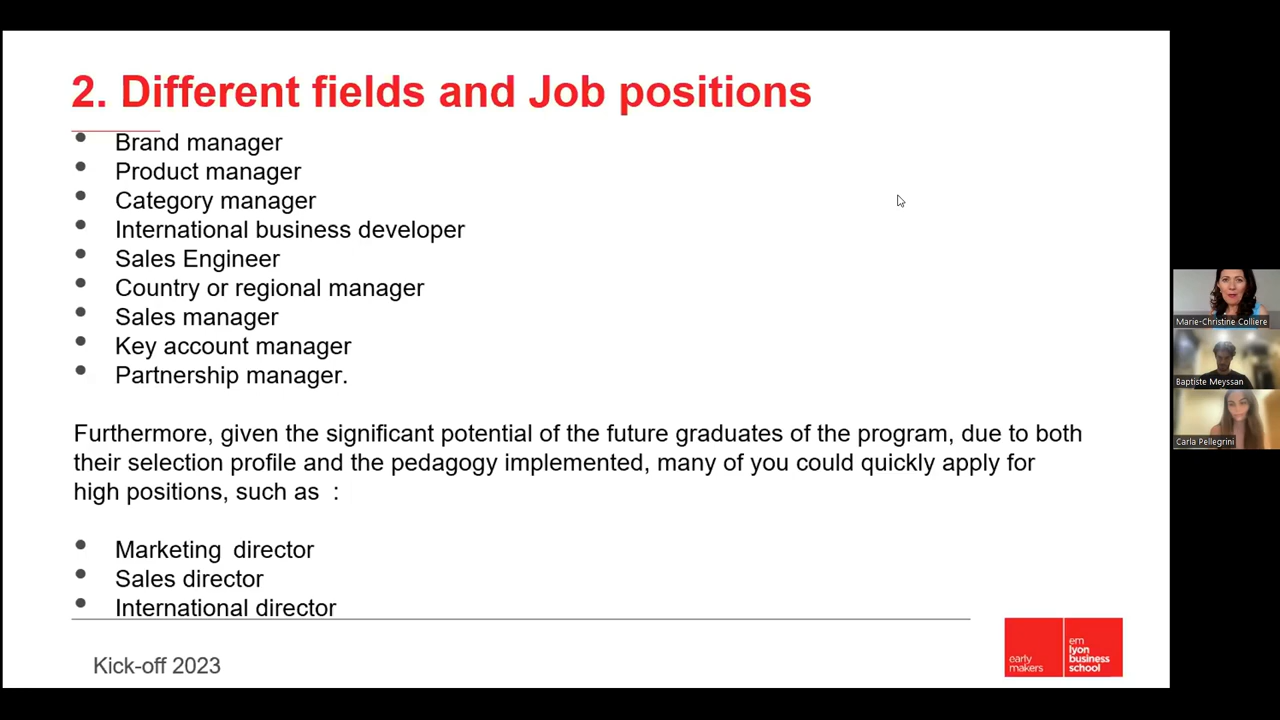 2. Different fields and Job positions
• Brand manager
• Product manager
• Category manager
• International business developer
• Sales Engineer
• Country or regional manager
• Sales manager
• Key account manager
• Partnership manager.
Furthermore, given the significant potential of the future graduates of the program, due to both
their selection profile and the pedagogy implemented, many of you could quickly apply for
high positions, such as :
• Marketing director
• Sales director
• International director
Kick-off 2023
early
makers
em
lyon
business
school
Marie-Christine Colliere
Baptiste Meyssan
Carla Pellegrini